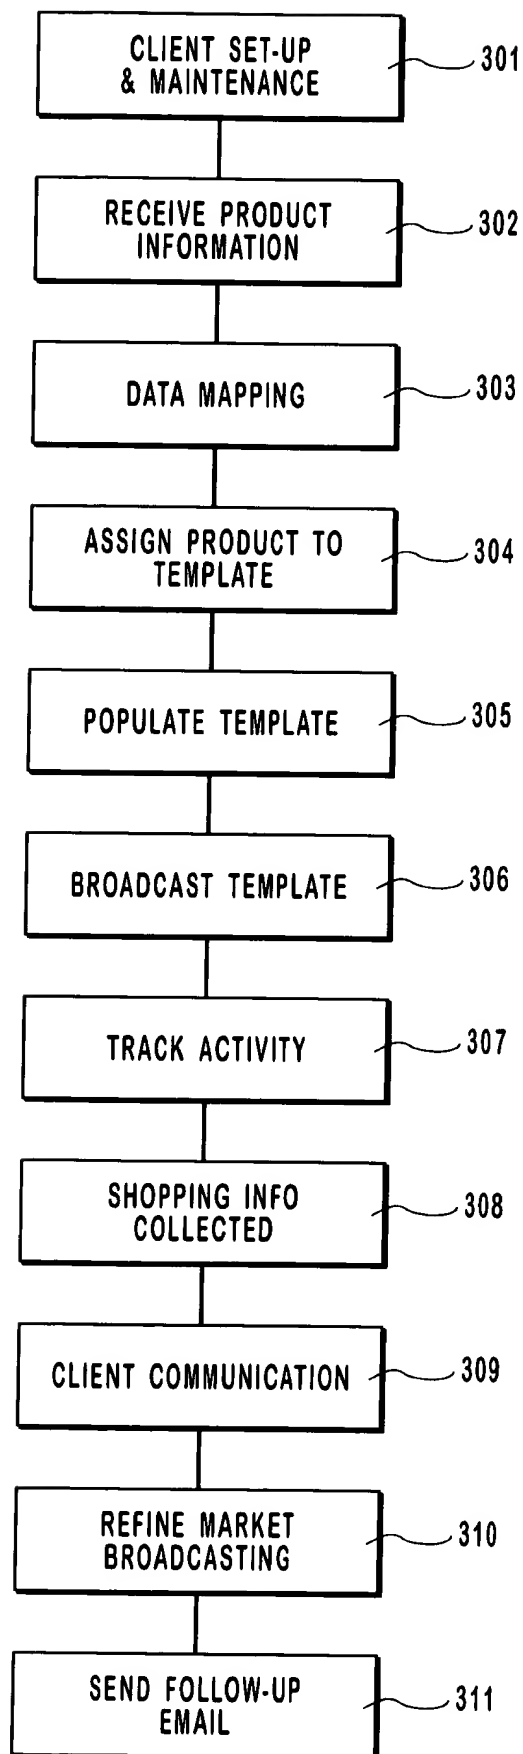 CLIENT SET-UP
& MAINTENANCE
301
RECEIVE PRODUCT
INFORMATION
302
DATA MAPPING
303
ASSIGN PRODUCT TO
TEMPLATE
304
POPULATE TEMPLATE
305
BROADCAST TEMPLATE
306
TRACK ACTIVITY
307
SHOPPING INFO
COLLECTED
308
CLIENT COMMUNICATION
309
REFINE MARKET
BROADCASTING
310
SEND FOLLOW-UP
EMAIL
311